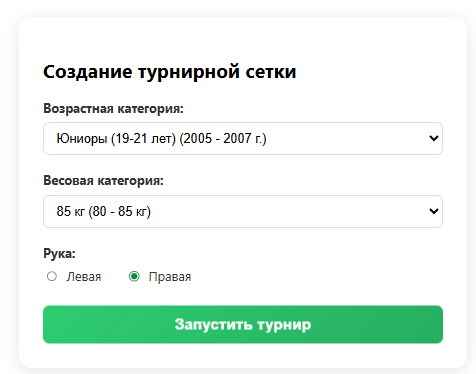 Создание турнирной сетки
Возрастная категория:
Юниоры (19-21 лет) (2005 - 2007 г.)
Весовая категория:
85 кг (80 - 85 кг)
Рука:
Левая Правая
Запустить турнир